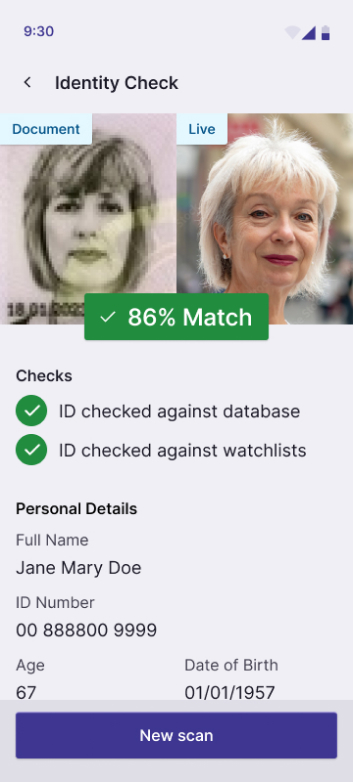 9:30
Identity Check
Document
Live
18.01.202
86% Match
Checks
ID checked against database
ID checked against watchlists
Personal Details
Full Name
Jane Mary Doe
ID Number
00 888800 9999
Age
Date of Birth
67
01/01/1957
New scan